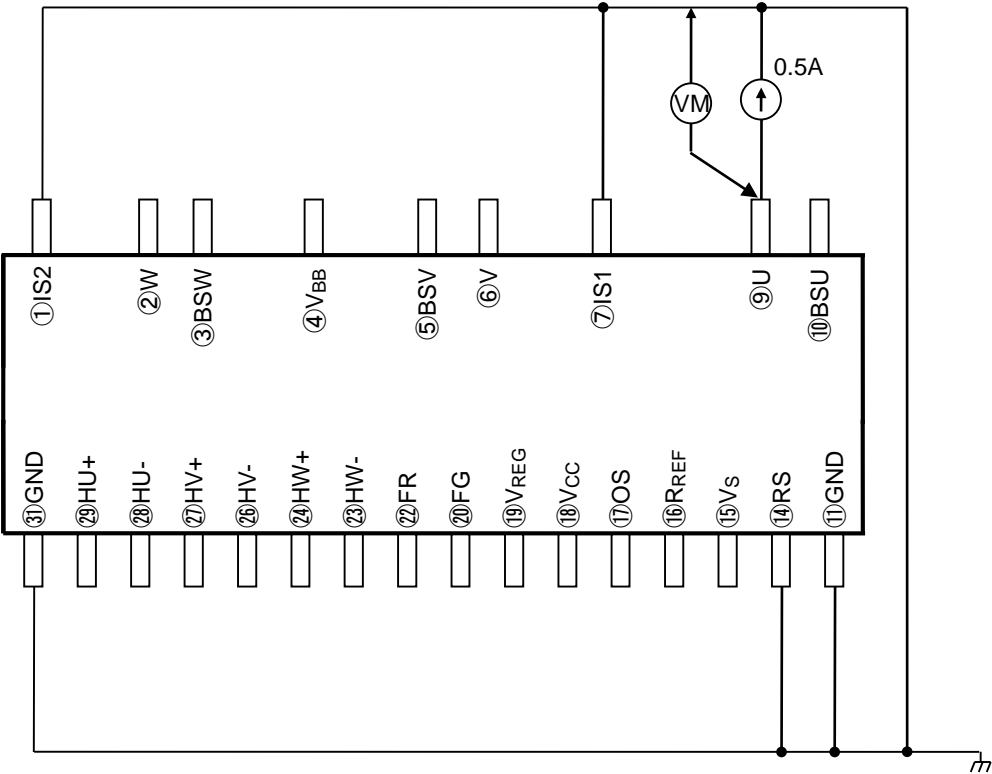 0.5A
VM
①IS2
②W
③BSW
④VBB
⑤BSV
⑥V
⑦IS1
⑨U
⑩BSU
㉛GND
㉙HU+
㉘HU-
㉗HV+
㉖HV-
㉔HW+
㉓HW-
㉒FR
⑳FG
⑲VREG
⑱VCC
⑰OS
⑯RREF
⑮VS
⑭RS
⑪GND